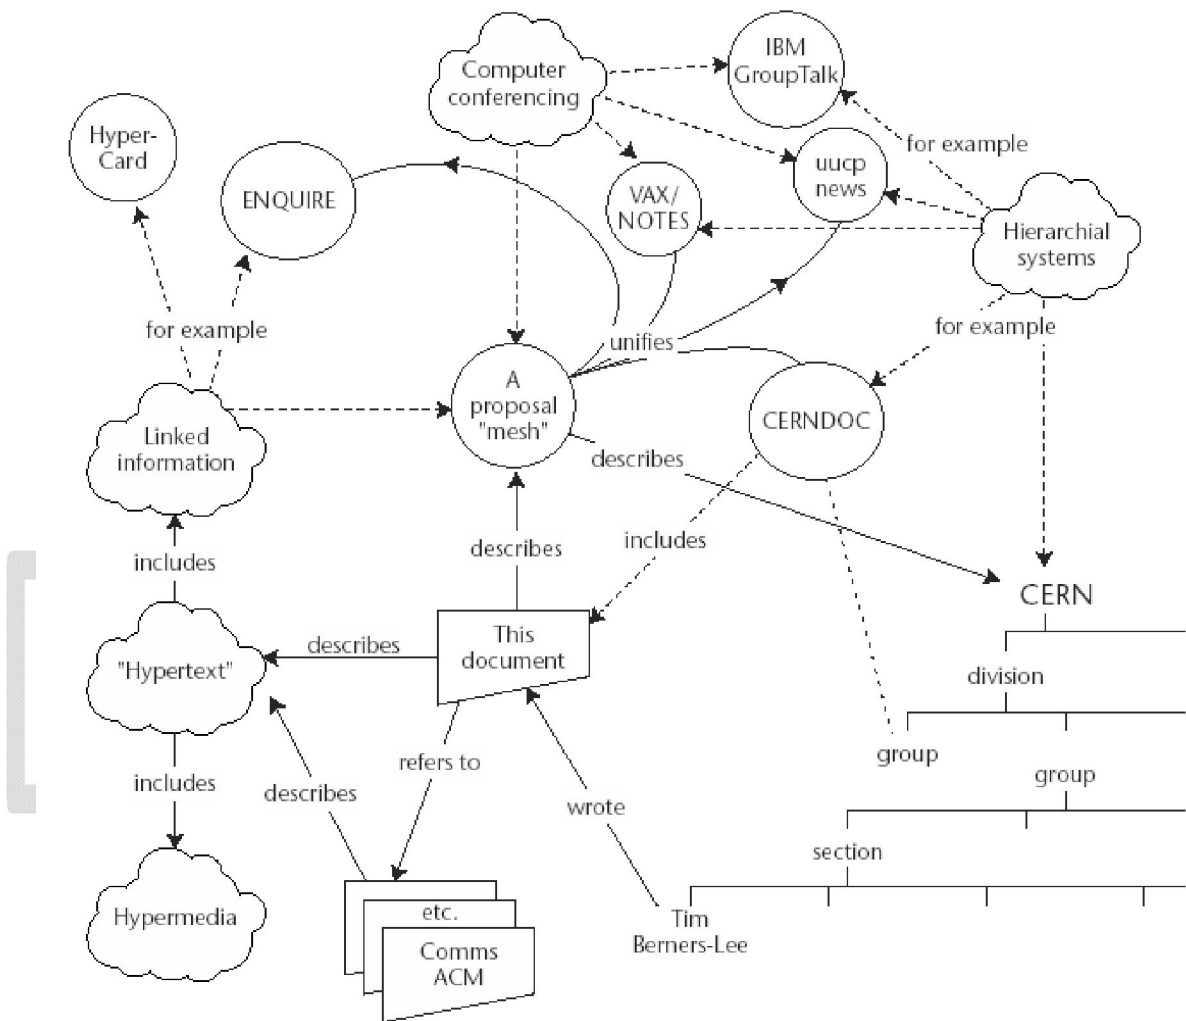 IBM
GroupTalk
Computer
conferencing
Hyper-
Card
uucp
news
for example
ENQUIRE
VAX/
NOTES
Hierarchial
systems
for example
unifies
for example
A
proposal
"mesh"
CERNDOC
Linked
information
describes
includes
describes
includes
CERN
This
document
describes
"Hypertext"
division
refers to
group
group
includes
describes
wrote
section
Hypermedia
etc.
Comms
ACM
Tim
Berners-Lee